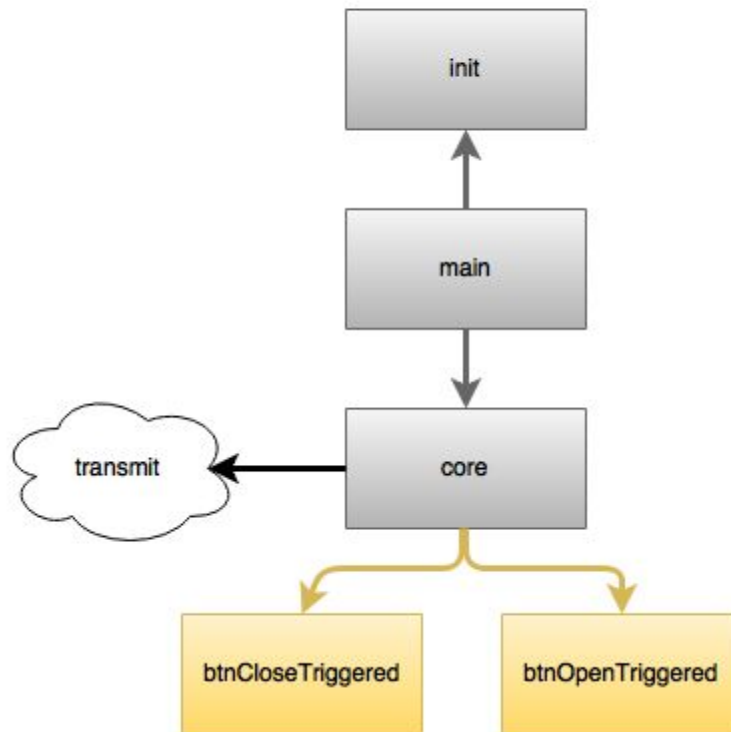 init
main
transmit
core
btnCloseTriggered
btnOpenTriggered